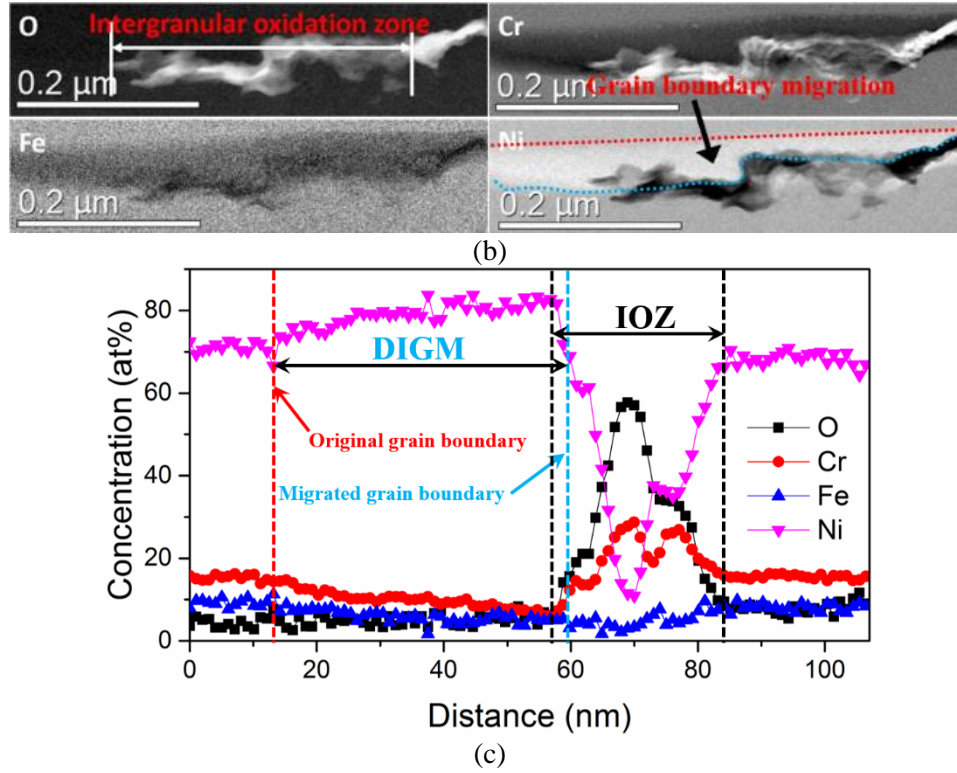 O
Intergranular oxidation zone
Cr
0.2 μm
Grain boundary migration
0.2 μm
Fe
Ni
0.2 μm
0.2 μm
(b)
80
60
40
20
0
Concentration (at%)
DIGM
IOZ
Original grain boundary
Migrated grain boundary
O
Cr
Fe
Ni
0 20 40 60 80 100
Distance (nm)
(c)